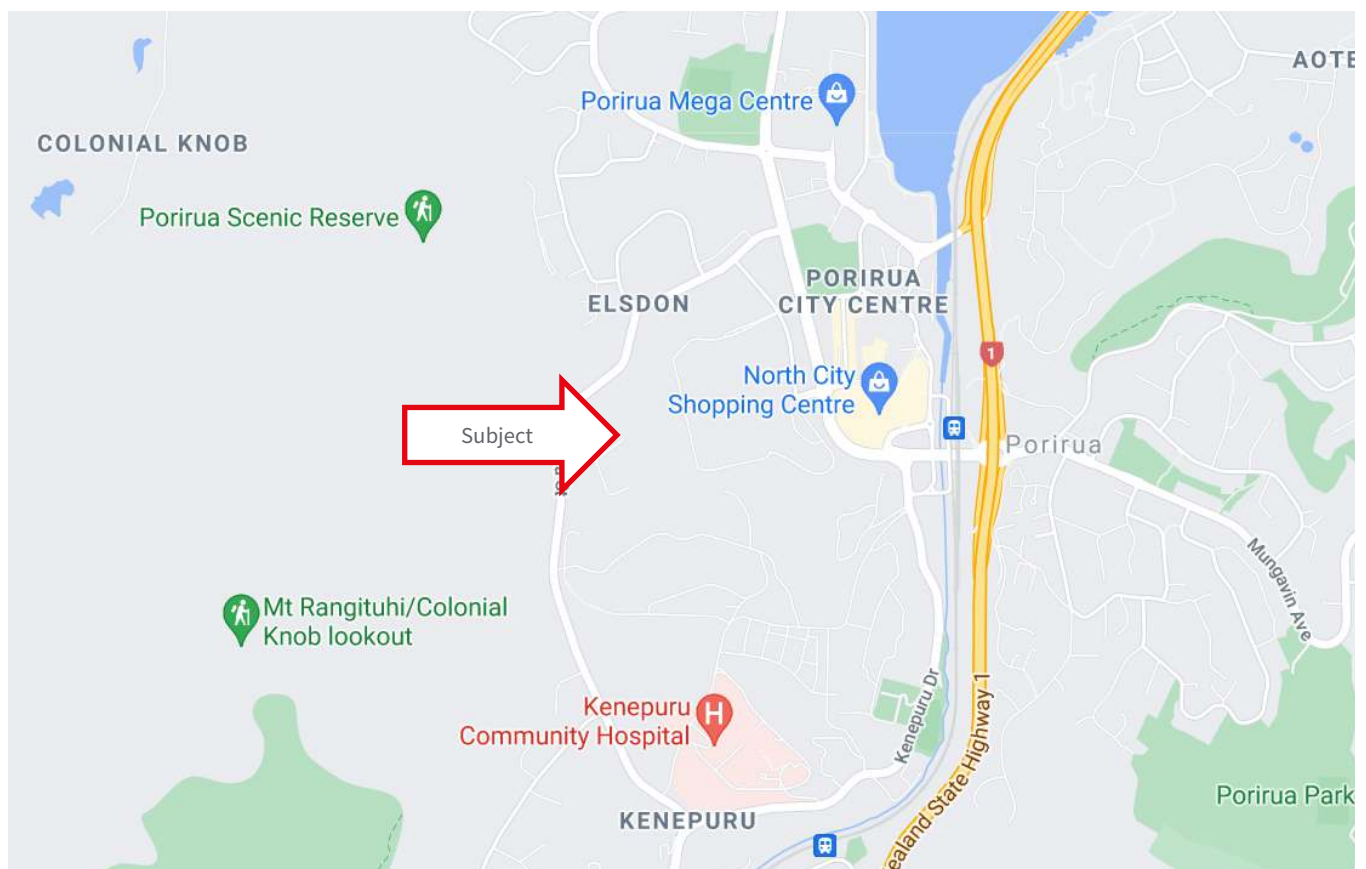 AOTE
Porirua Mega Centre
COLONIAL KNOB
Porirua Scenic Reserve
PORIRUA
CITY CENTRE
ELSDON
1
North City
Shopping Centre
Subject
Porirua
Mungavin Ave
Mt Rangituhi/Colonial
Knob lookout
Kenepuru
Community Hospital
H
Kenepuru Dr
ealand State Highway 1
Porirua Park
KENEPURU